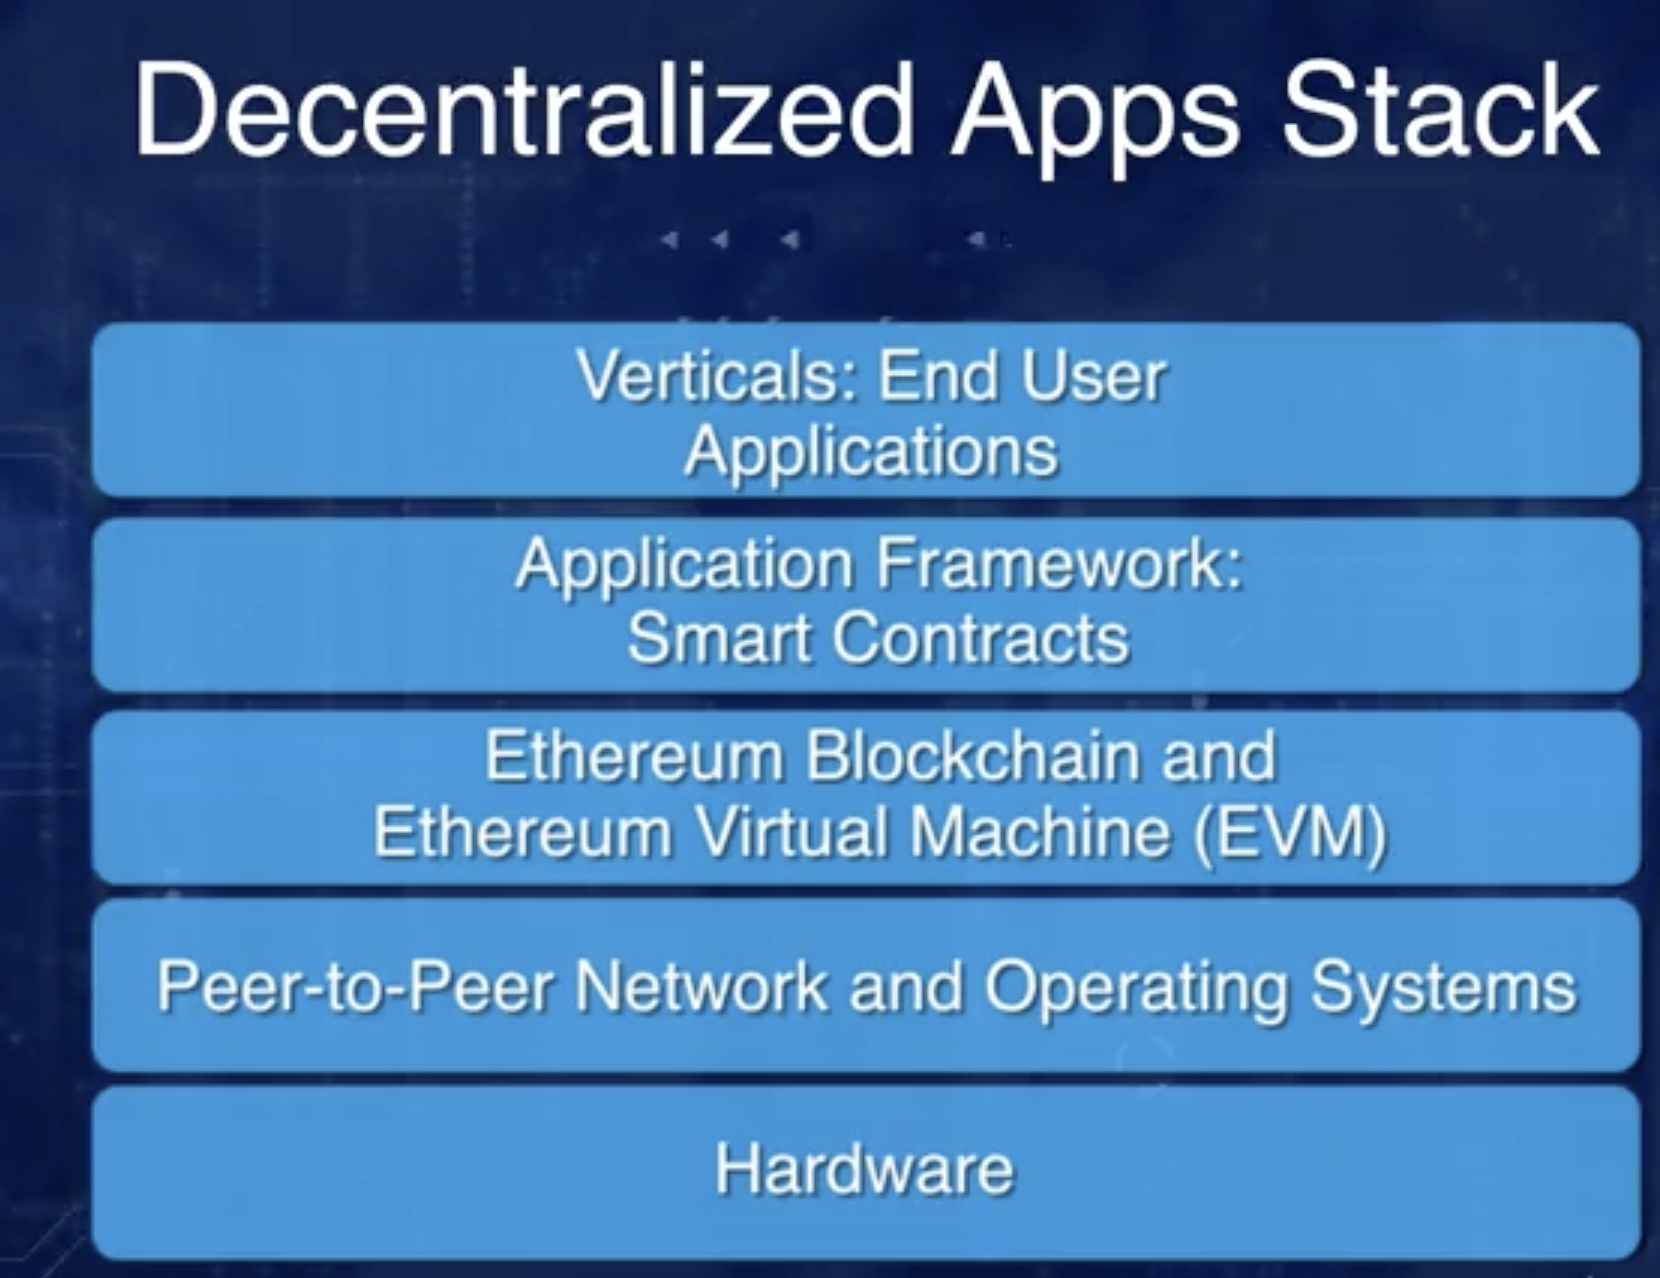 Decentralized Apps Stack
Verticals: End User
Applications
Application Framework:
Smart Contracts
Ethereum Blockchain and
Ethereum Virtual Machine (EVM)
Peer-to-Peer Network and Operating Systems
Hardware